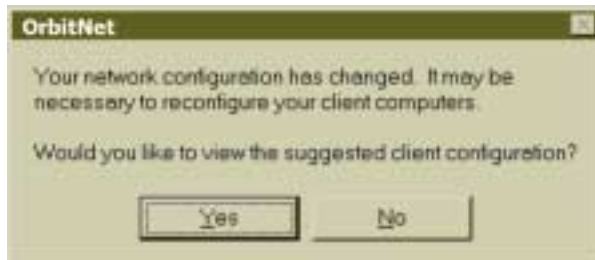 OrbitNet
Your network configuration has changed. It may be
necessary to reconfigure your client computers.
Would you like to view the suggested client configuration?
Yes
No